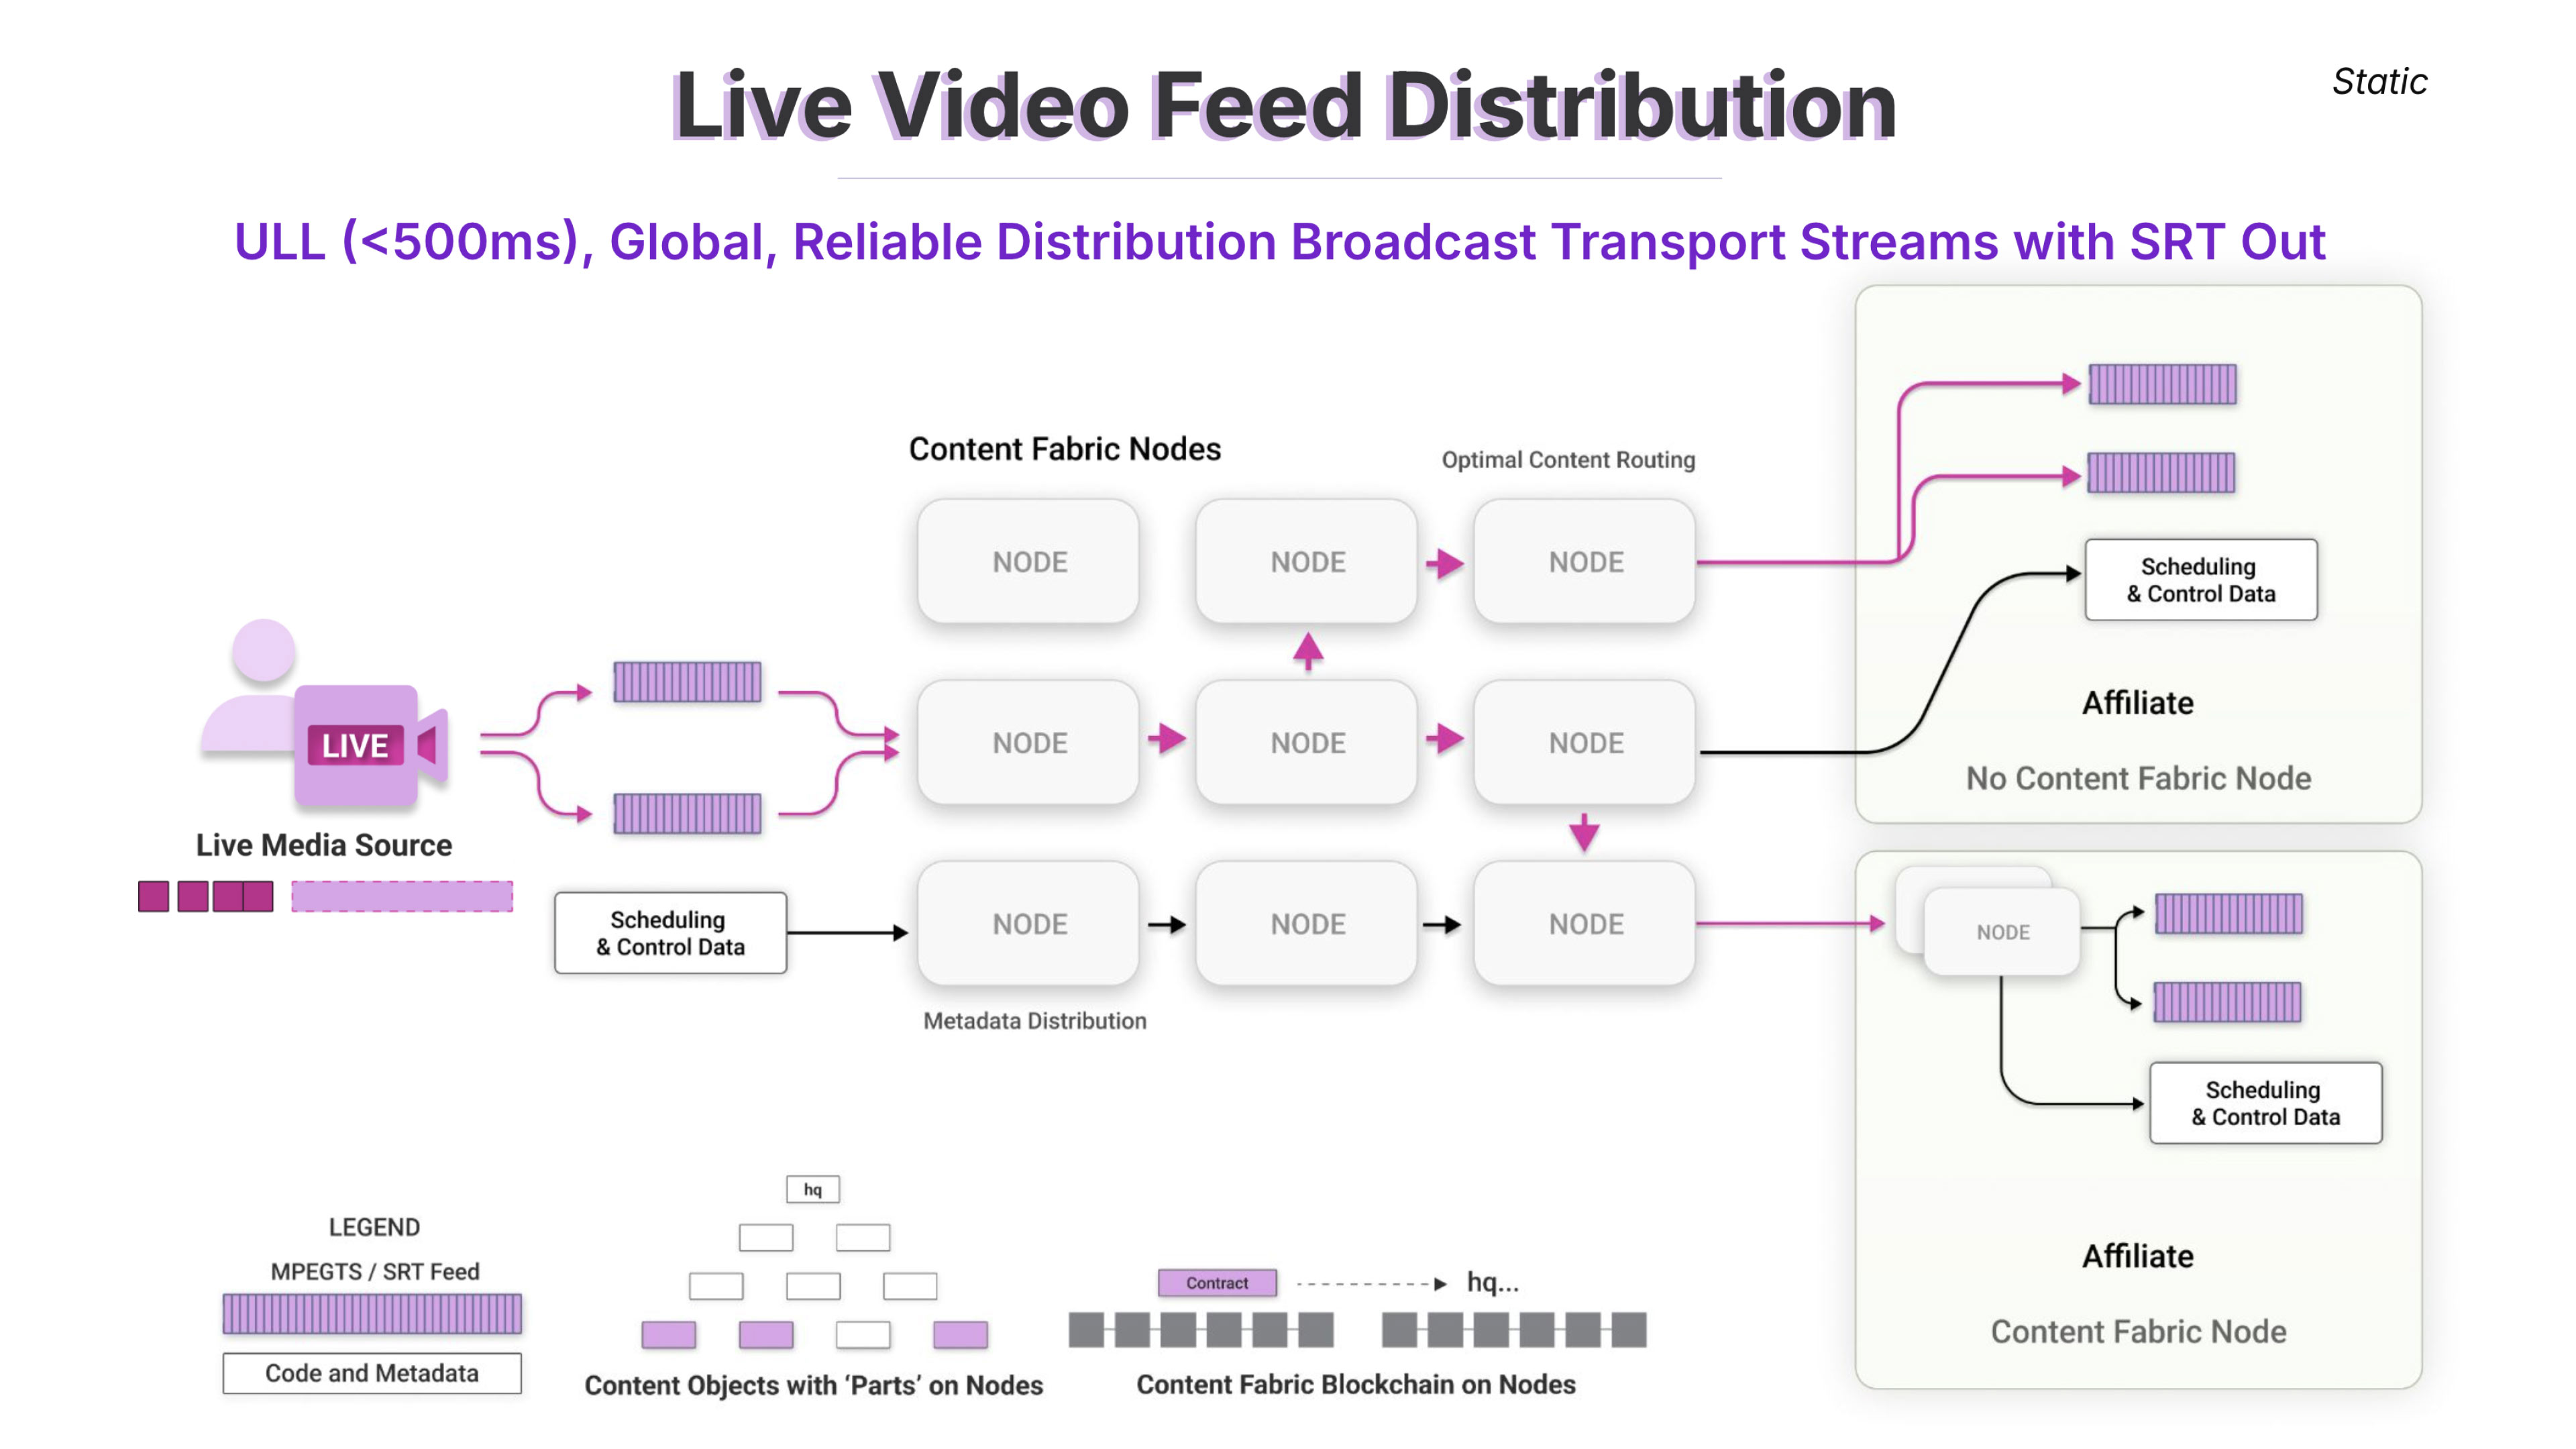 Live Video Feed Distribution
Static
ULL (<500ms), Global, Reliable Distribution Broadcast Transport Streams with SRT Out
Content Fabric Nodes
Optimal Content Routing
NODE
NODE
NODE
Scheduling
& Control Data
Affiliate
No Content Fabric Node
LIVE
Live Media Source
NODE
NODE
NODE
Scheduling
& Control Data
NODE
NODE
NODE
Metadata Distribution
NODE
Scheduling
& Control Data
Affiliate
Content Fabric Node
LEGEND
MPEGTS / SRT Feed
Code and Metadata
hq
Content Objects with ‘Parts’ on Nodes
Contract
hq...
Content Fabric Blockchain on Nodes